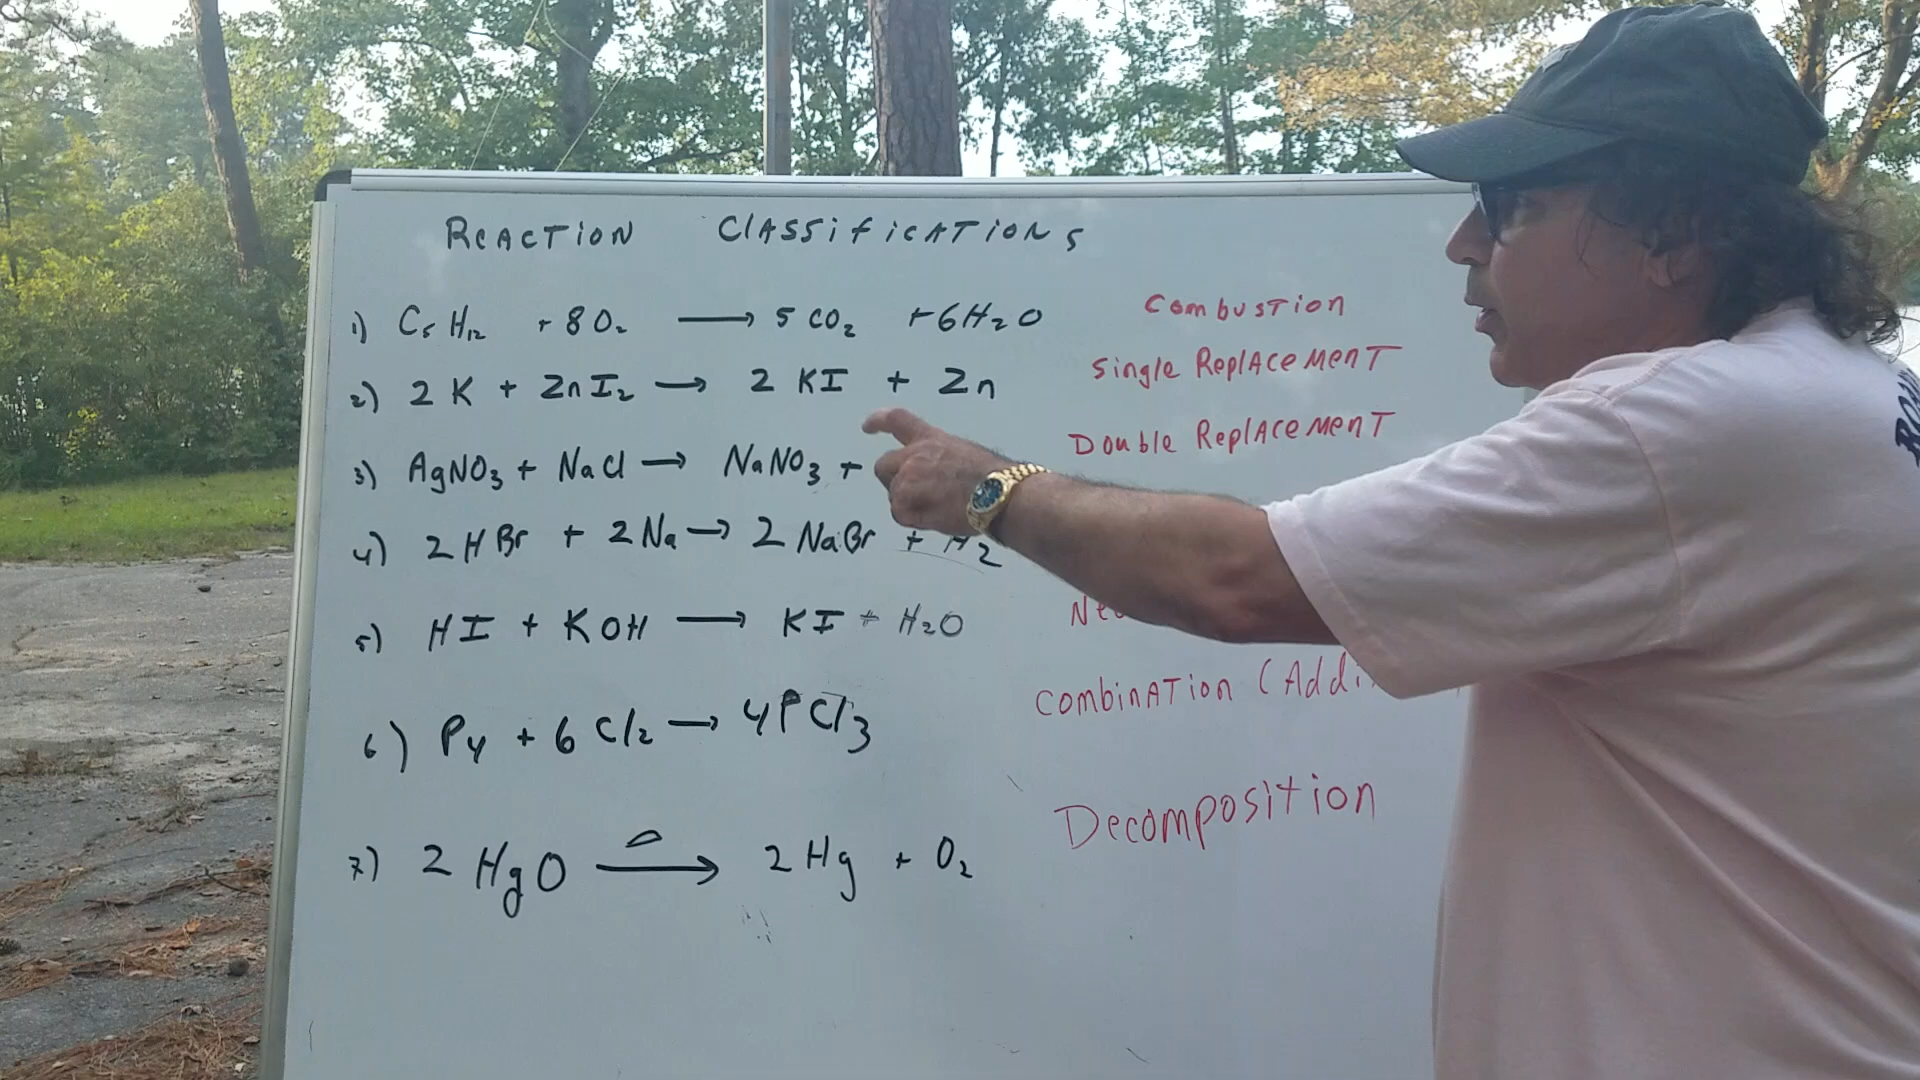 REACTION CLASSIFICATIONS
1) C5H12 + 8O2 → 5CO2 + 6H2O Combustion
2) 2K + ZnI2 → 2KI + Zn Single Replacement
3) AgNO3 + NaCl → NaNO3 + Double Replacement
4) 2HBr + 2Na → 2NaBr + H2
5) HI + KOH → KI + H2O
6) P4 + 6Cl2 → 4PCl3 Combination
7) 2HgO △→ 2Hg + O2 Decomposition